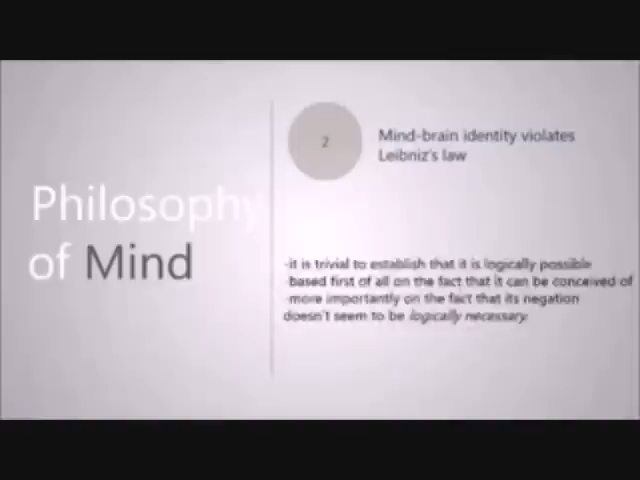 Philosophy
of Mind
2
Mind-brain identity violates
Leibniz's law
-it is trivial to establish that it is logically possible
-based first of all on the fact that it can be conceived of
-more importantly on the fact that its negation
doesn't seem to be logically necessary